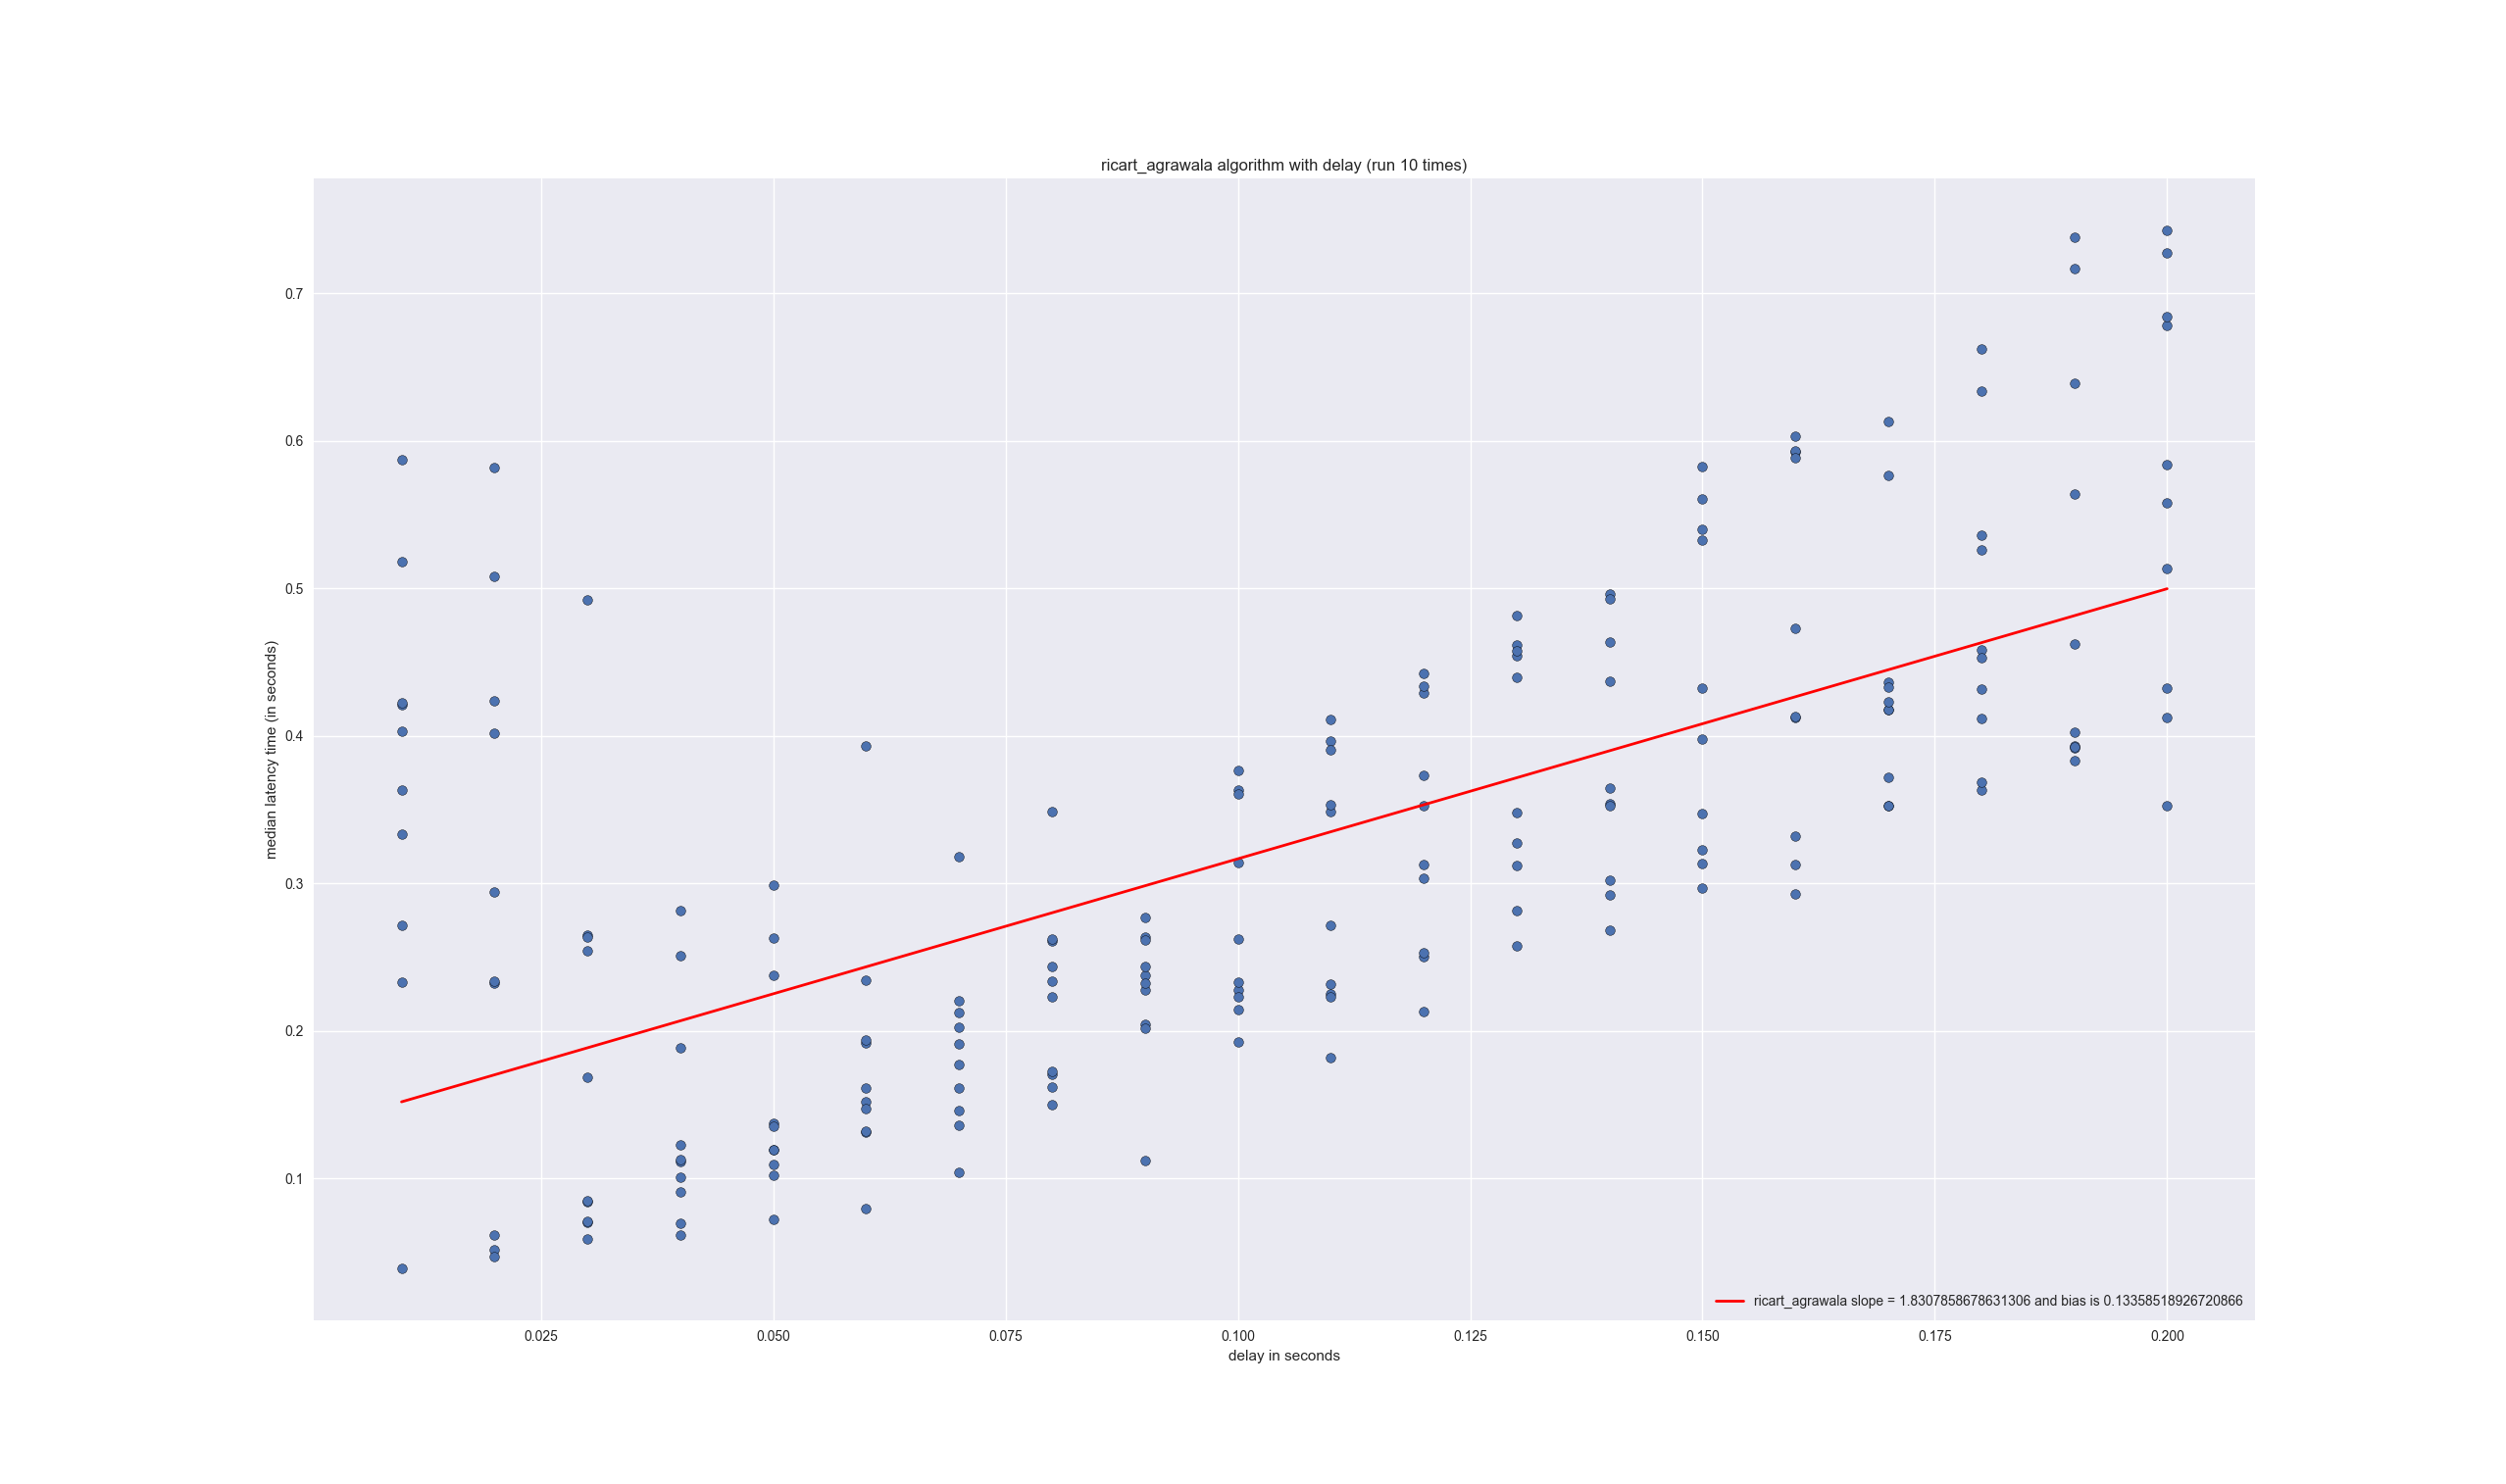 ricart_agrawala algorithm with delay (run 10 times)
0.7
0.6
0.5
0.4
0.3
0.2
0.1
median latency time (in seconds)
ricart_agrawala slope = 1.8307858678631306 and bias is 0.13358518926720866
0.025 0.050 0.075 0.100 0.125 0.150 0.175 0.200
delay in seconds